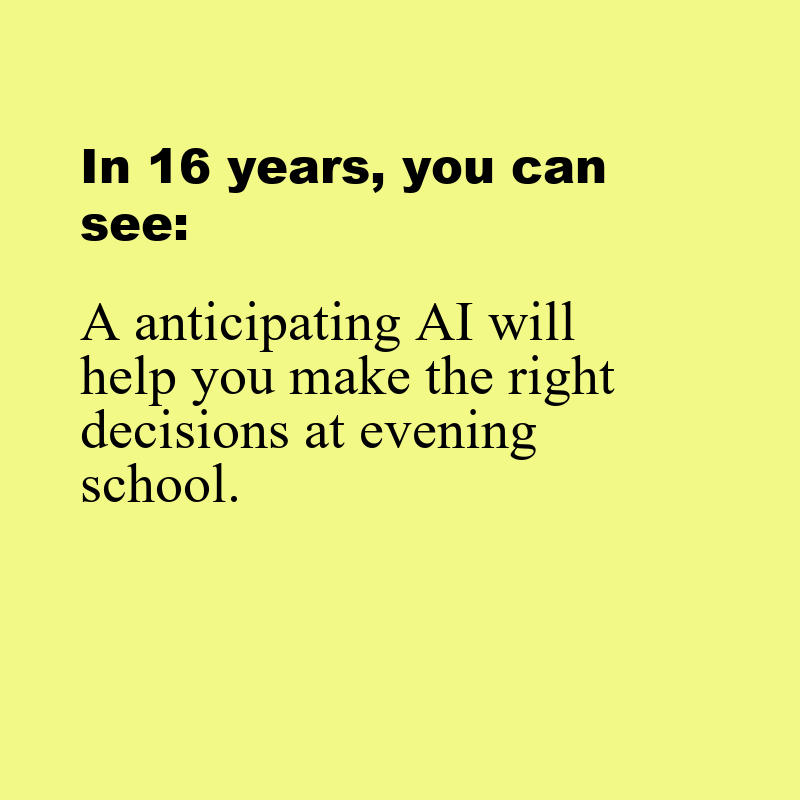 In 16 years, you can
see:
A anticipating AI will
help you make the right
decisions at evening
school.